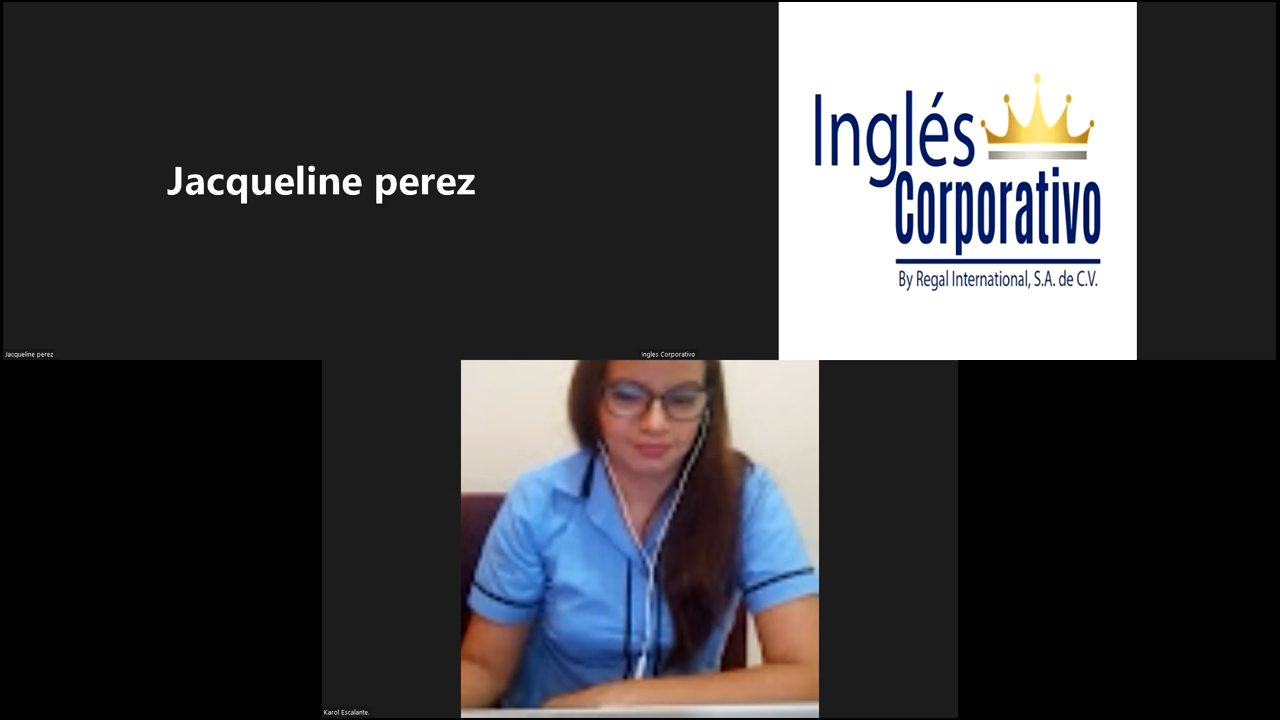 Jacqueline perez
Inglés
Corporativo
By Regal International, S.A. de C.V.
Jacqueline perez
Ingles Corporativo
Karol Escalante.